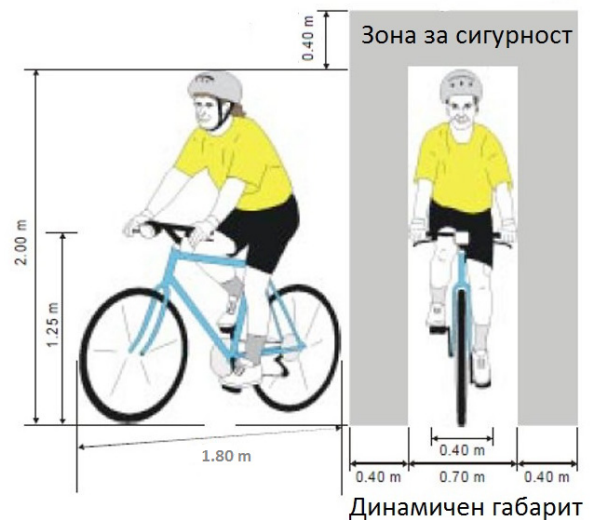 0.40 m
Зона за сигурност
2.00 m
1.25 m
1.80 m
0.40 m
0.40 m
0.70 m
0.40 m
Динамичен габарит